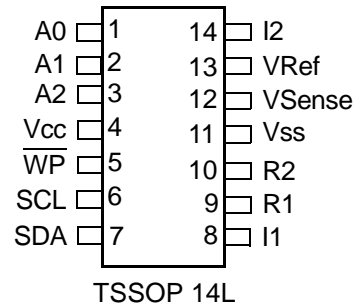 A0 1 14 I2
A1 2 13 VRef
A2 3 12 VSense
Vcc 4 11 Vss
W̅P̅ 5 10 R2
SCL 6 9 R1
SDA 7 8 I1
TSSOP 14L